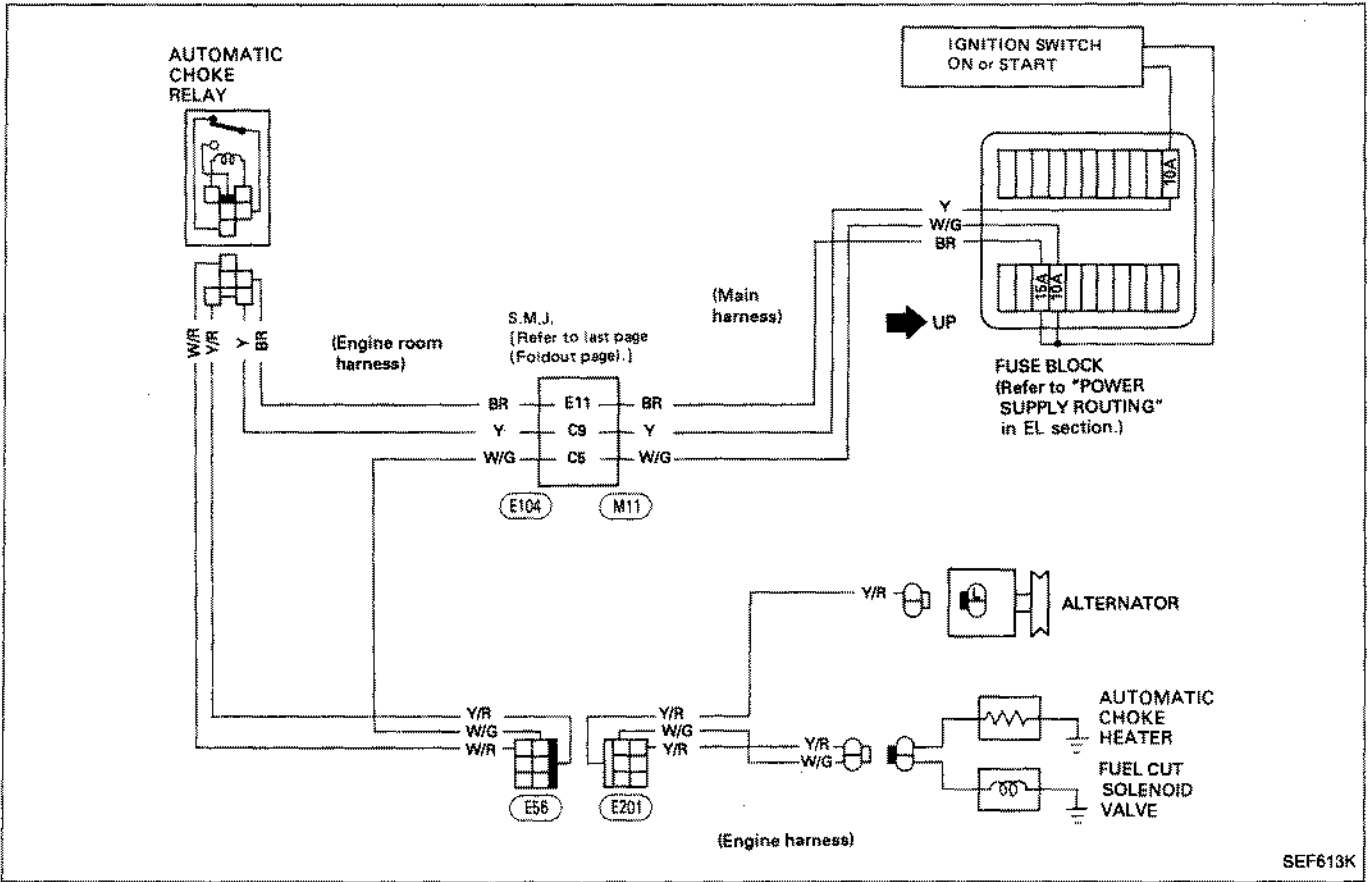 AUTOMATIC
CHOKE
RELAY
IGNITION SWITCH
ON or START
10A
Y
W/G
BR
15A
10A
UP
(Main
harness)
FUSE BLOCK
(Refer to "POWER
SUPPLY ROUTING"
in EL section.)
W/R
Y/R
Y
BR
(Engine room
harness)
S.M.J.
[Refer to last page
(Foldout page).]
BR E11 BR
Y C9 Y
W/G C5 W/G
E104
M11
Y/R
L
ALTERNATOR
Y/R
W/G
W/R
E56
Y/R
W/G
Y/R
E201
Y/R
W/G
AUTOMATIC
CHOKE
HEATER
FUEL CUT
SOLENOID
VALVE
(Engine harness)
SEF613K